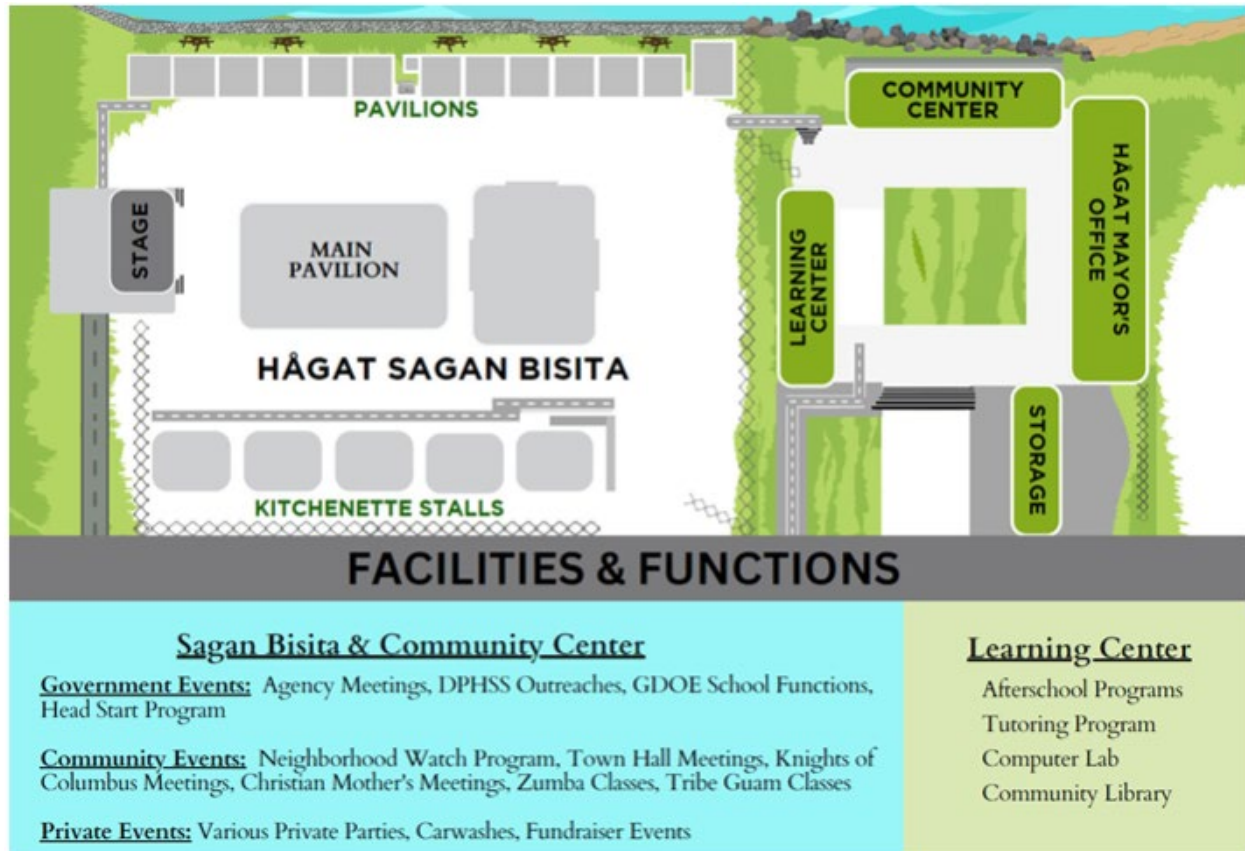 PAVILIONS
COMMUNITY
CENTER
HÅGAT MAYOR'S
OFFICE
STAGE
MAIN
PAVILION
LEARNING
CENTER
HÅGAT SAGAN BISITA
STORAGE
KITCHENETTE STALLS
FACILITIES & FUNCTIONS
Sagan Bisita & Community Center
Government Events: Agency Meetings, DPHSS Outreaches, GDOE School Functions,
Head Start Program
Community Events: Neighborhood Watch Program, Town Hall Meetings, Knights of
Columbus Meetings, Christian Mother's Meetings, Zumba Classes, Tribe Guam Classes
Private Events: Various Private Parties, Carwashes, Fundraiser Events
Learning Center
Afterschool Programs
Tutoring Program
Computer Lab
Community Library